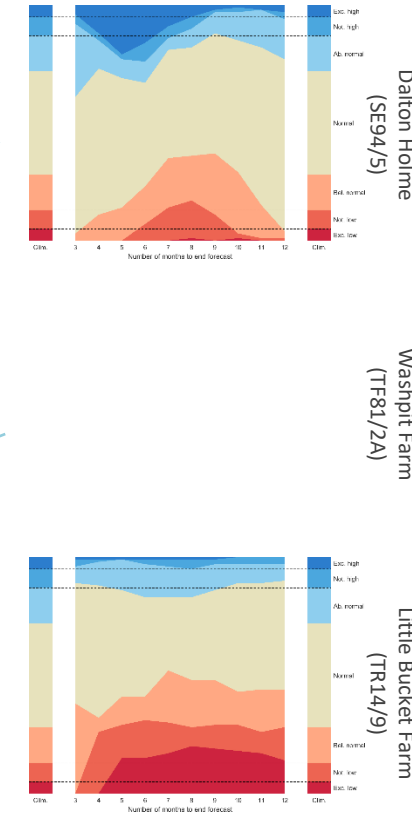 Exc. high
Not. high
Ab. normal
Normal
Bel. normal
Not. low
Exc. low
Clim.
3 4 5 6 7 8 9 10 11 12
Clim.
Number of months to end forecast
Dalton Holme
(SE94/5)
Washpit Farm
(TF81/2A)
Exc. high
Not. high
Ab. normal
Normal
Bel. normal
Not. low
Exc. low
Clim.
3 4 5 6 7 8 9 10 11 12
Clim.
Number of months to end forecast
Little Bucket Farm
(TR14/9)